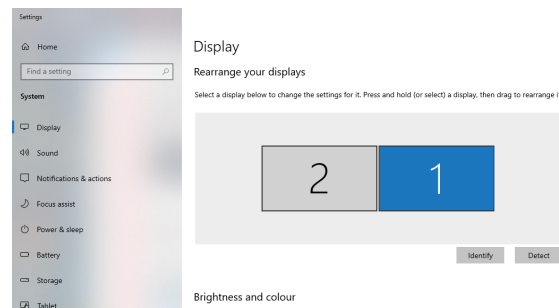 Settings
Home
Find a setting
System
Display
Sound
Notifications & actions
Focus assist
Power & sleep
Battery
Storage
Tablet
Display
Rearrange your displays
Select a display below to change the settings for it. Press and hold (or select) a display, then drag to rearrange i
2 1
Identify Detect
Brightness and colour